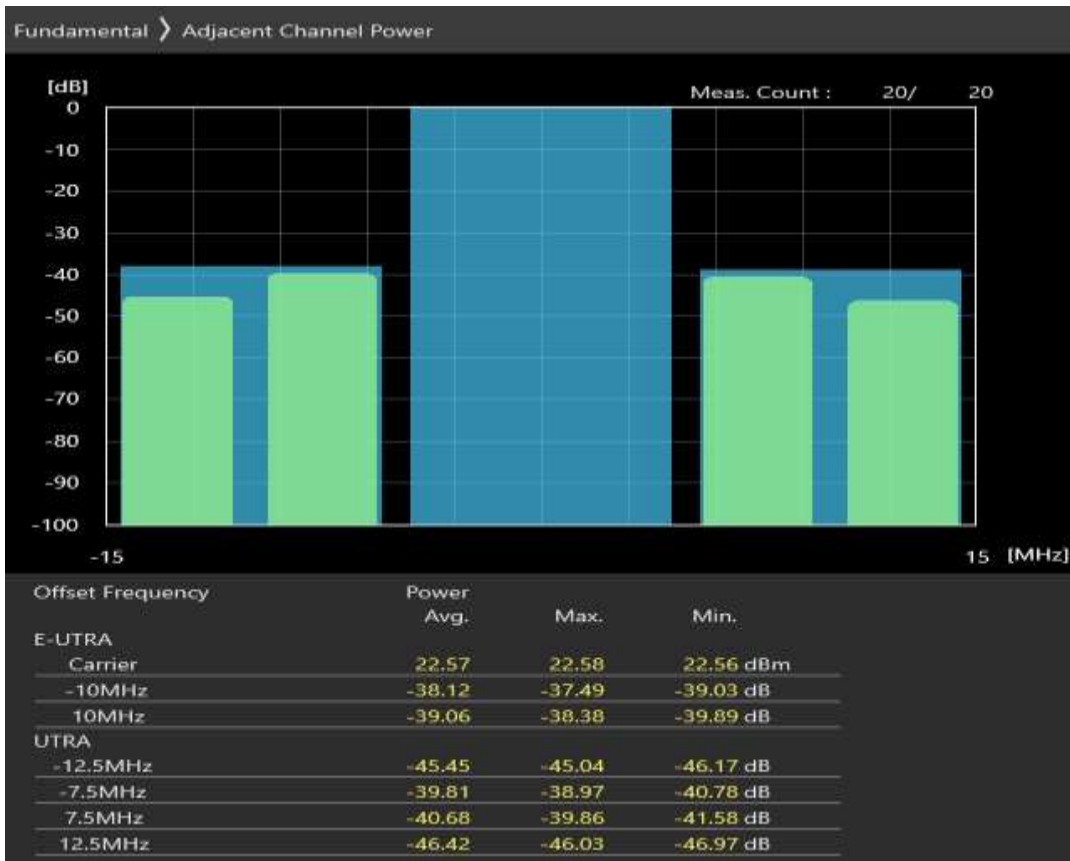 Fundamental 〉 Adjacent Channel Power
[dB]
Meas. Count : 20/ 20
0
-10
-20
-30
-40
-50
-60
-70
-80
-90
-100
-15 15 [MHz]
Offset Frequency Power
Avg. Max. Min.
E-UTRA
Carrier 22.57 22.58 22.56 dBm
-10MHz -38.12 -37.49 -39.03 dB
10MHz -39.06 -38.38 -39.89 dB
UTRA
-12.5MHz -45.45 -45.04 -46.17 dB
-7.5MHz -39.81 -38.97 -40.78 dB
7.5MHz -40.68 -39.86 -41.58 dB
12.5MHz -46.42 -46.03 -46.97 dB